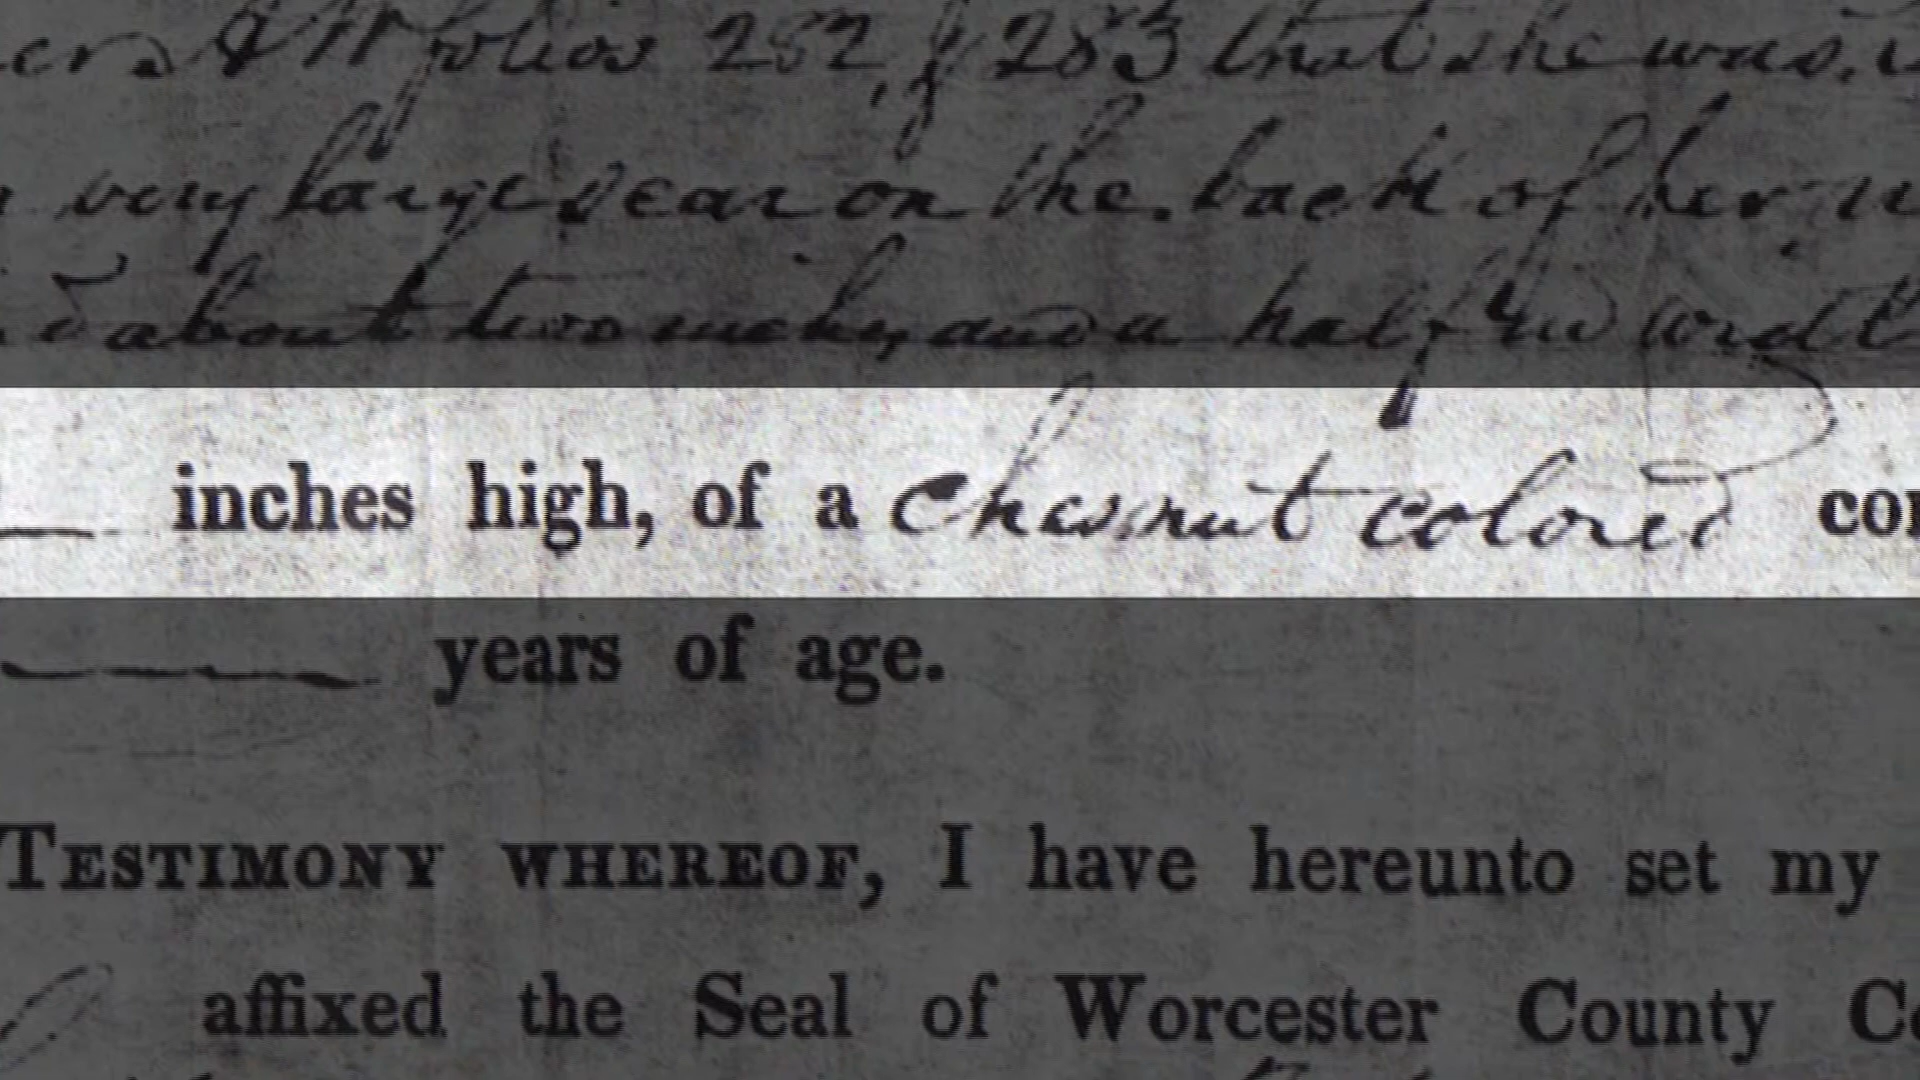 folios 282, & 283 that she was,
very large scar on the back of her
about two inches and a half in width
inches high, of a Chesnut colored con
years of age.
TESTIMONY WHEREOF, I have hereunto set my
affixed the Seal of Worcester County Co